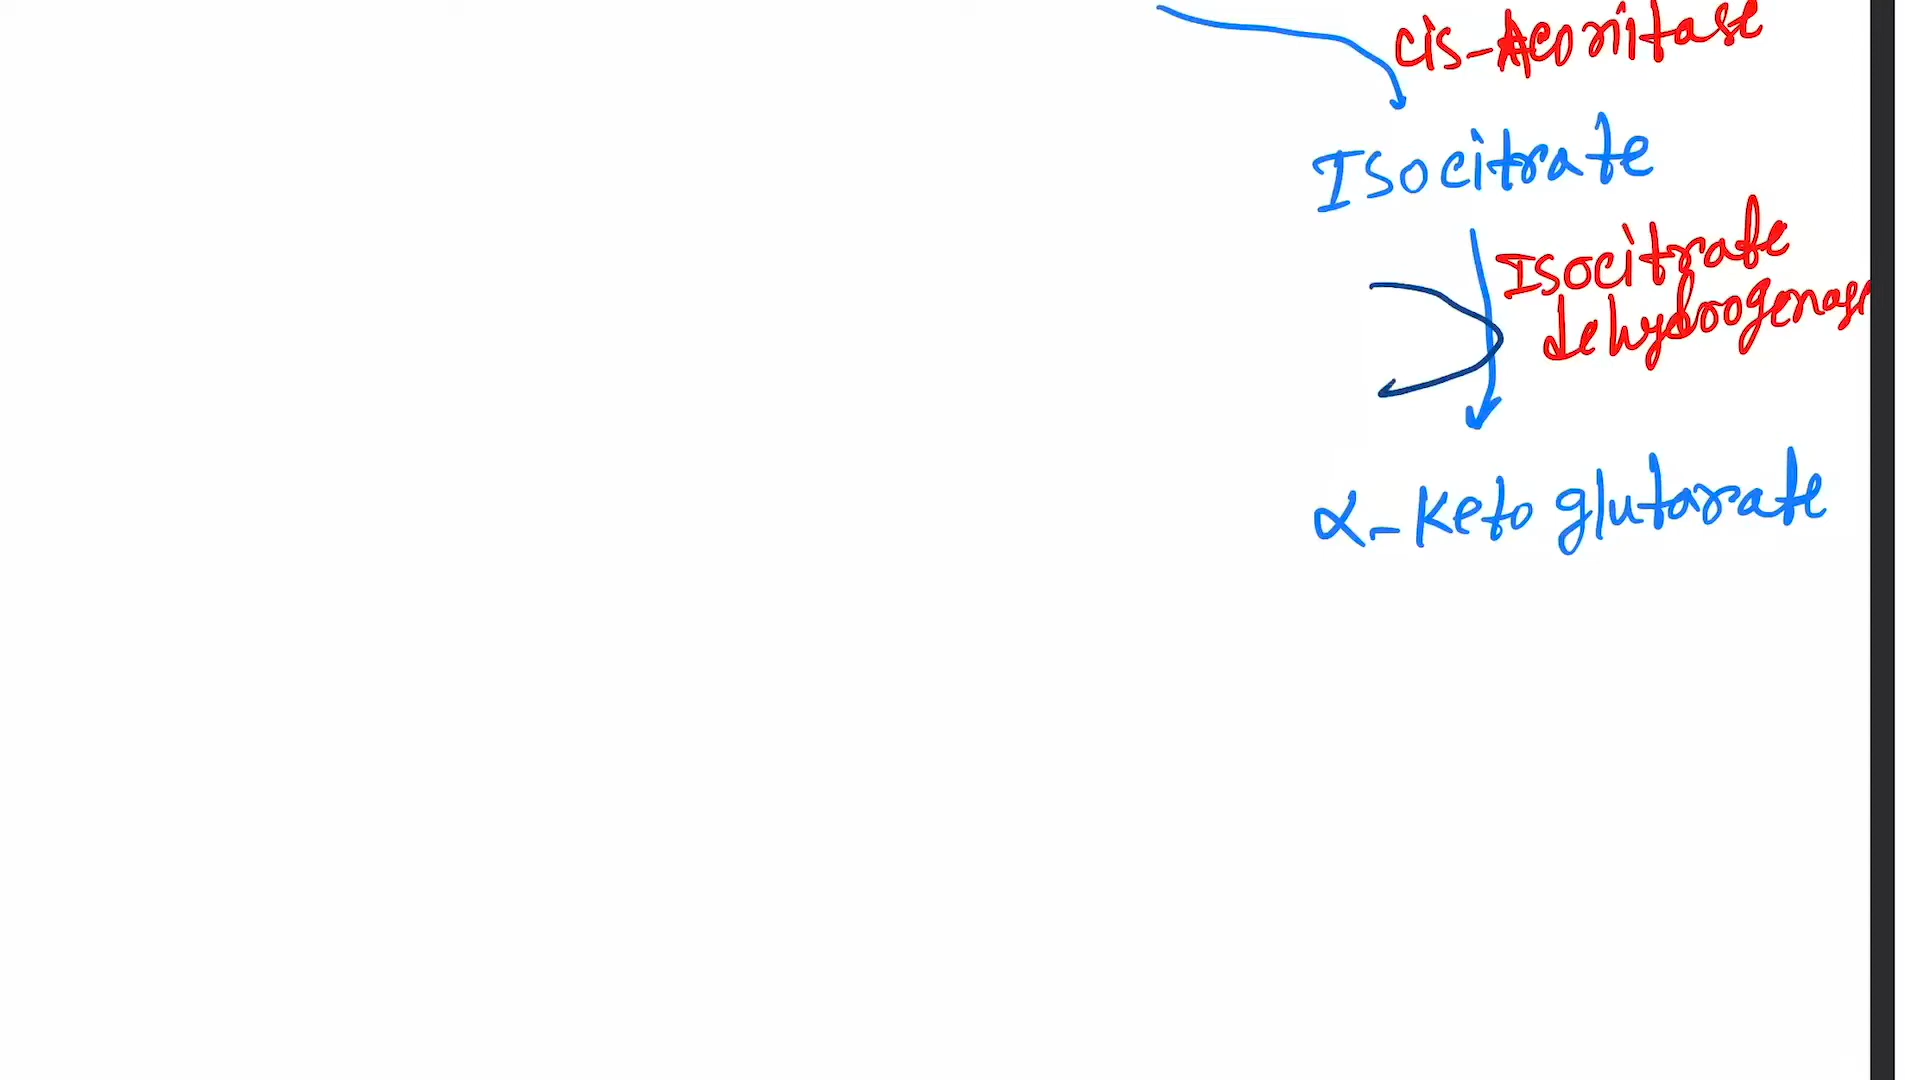 cis-Aconitase
Isocitrate
Isocitrate
dehydrogenase
α-Keto glutarate